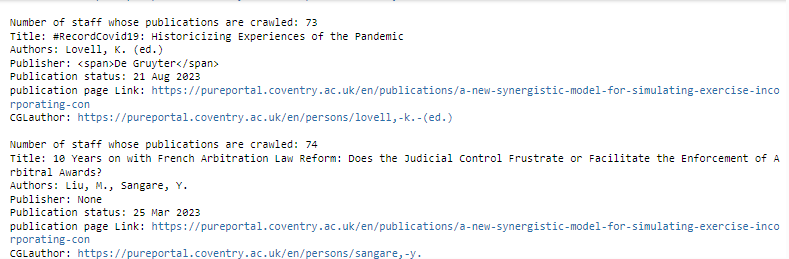 Number of staff whose publications are crawled: 73
Title: #RecordCovid19: Historicizing Experiences of the Pandemic
Authors: Lovell, K. (ed.)
Publisher: <span>De Gruyter</span>
Publication status: 21 Aug 2023
publication page Link: https://pureportal.coventry.ac.uk/en/publications/a-new-synergistic-model-for-simulating-exercise-inco
rporating-con
CGLauthor: https://pureportal.coventry.ac.uk/en/persons/lovell,-k.-(ed.)
Number of staff whose publications are crawled: 74
Title: 10 Years on with French Arbitration Law Reform: Does the Judicial Control Frustrate or Facilitate the Enforcement of A
rbitral Awards?
Authors: Liu, M., Sangare, Y.
Publisher: None
Publication status: 25 Mar 2023
publication page Link: https://pureportal.coventry.ac.uk/en/publications/a-new-synergistic-model-for-simulating-exercise-inco
rporating-con
CGLauthor: https://pureportal.coventry.ac.uk/en/persons/sangare,-y.